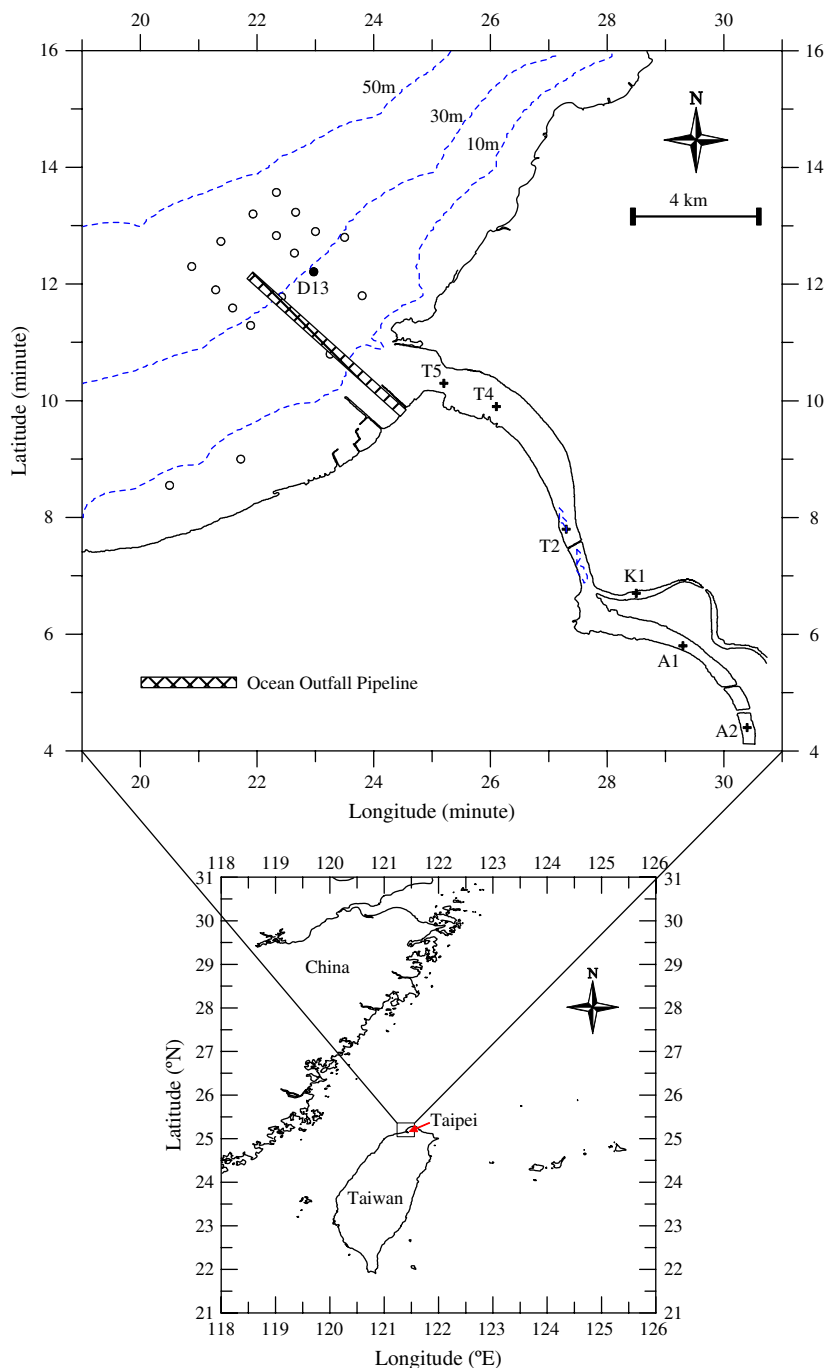 20 22 24 26 28 30
16 16
50m
30m
N
10m
14 14
4 km
12 12
D13
T5
T4
10 10
Latitude (minute)
8 8
T2
K1
6 6
A1
Ocean Outfall Pipeline
A2
4 4
20 22 24 26 28 30
Longitude (minute)
118 119 120 121 122 123 124 125 126
31 31
30 30
China
29 29
N
28 28
27 27
Latitude (ºN)
26 26
Taipei
25 25
24 24
Taiwan
23 23
22 22
21 21
118 119 120 121 122 123 124 125 126
Longitude (ºE)